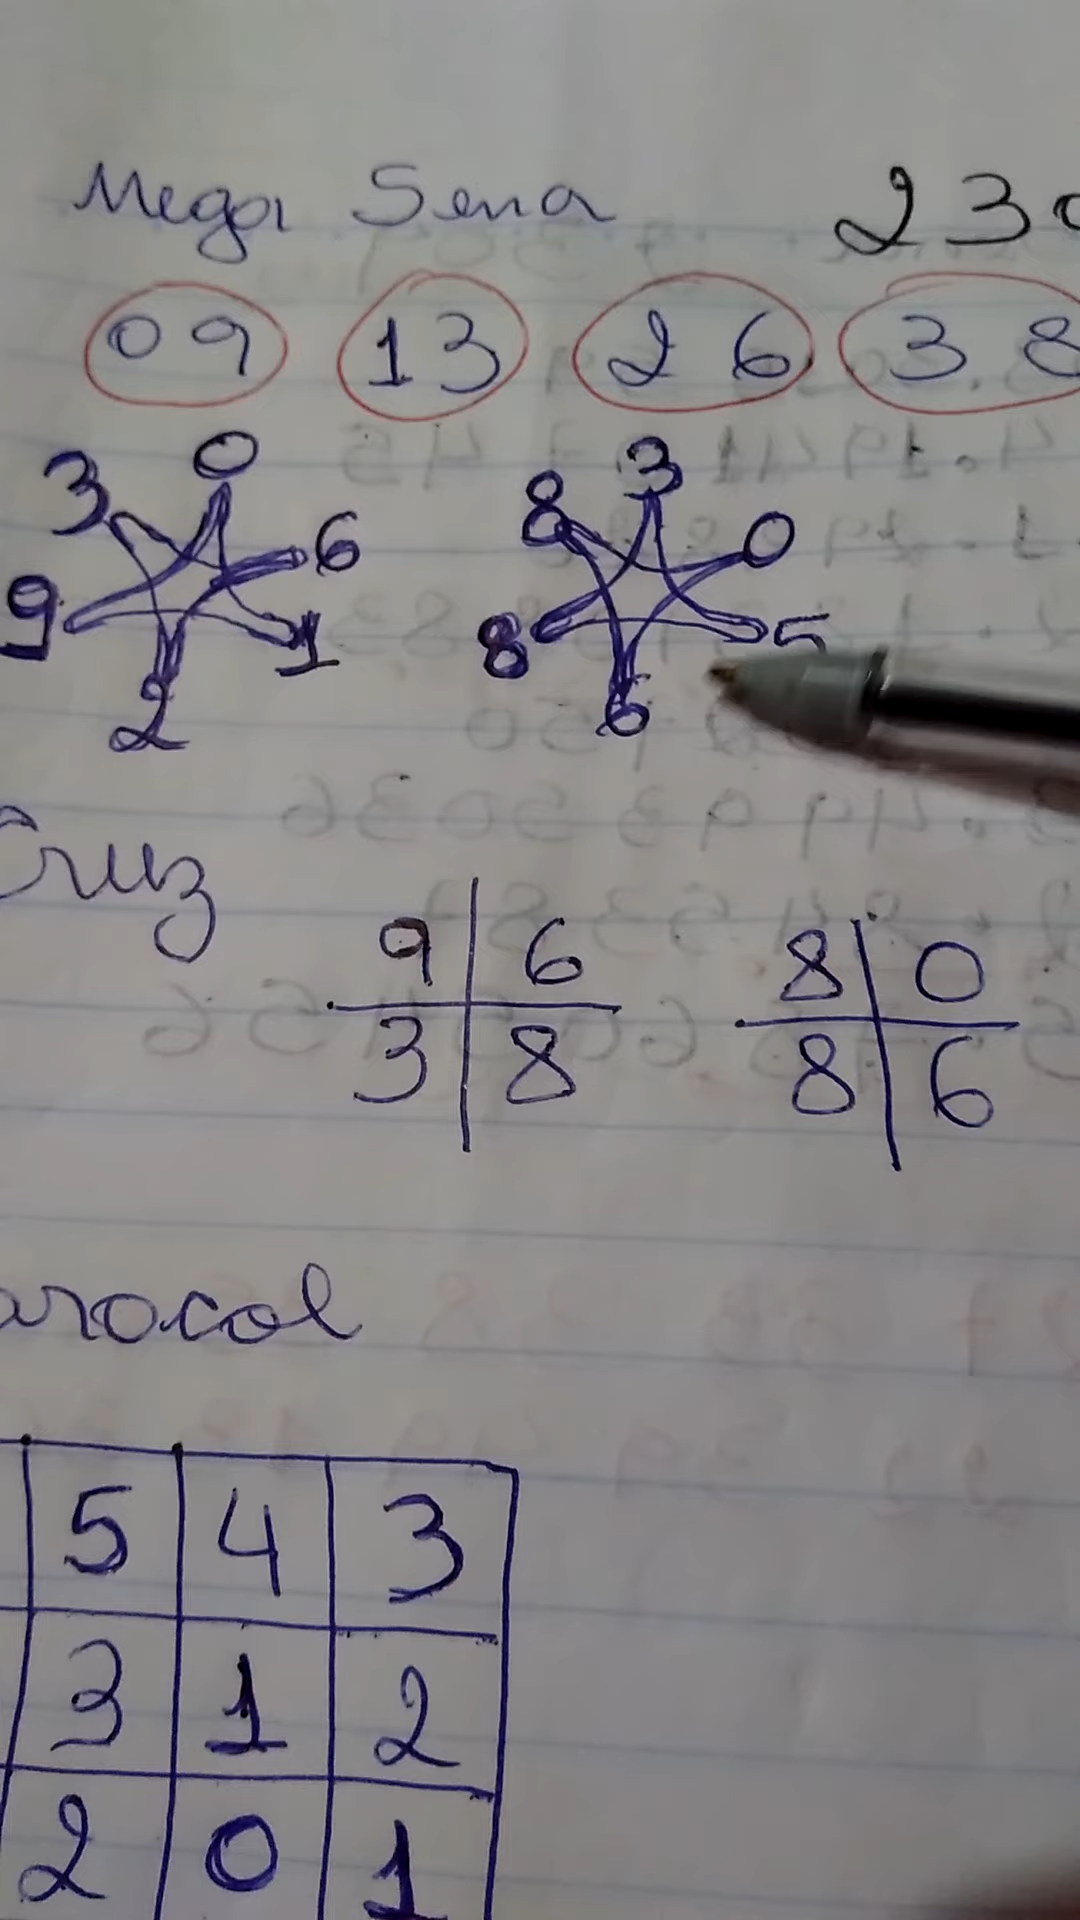 Mega Sena 230
09 13 26 38
3 0 6 9 1 2
8 3 0 8 5 6
Cruz
9 6 8 0
3 8 8 6
aracol
5 4 3
3 1 2
2 0 1